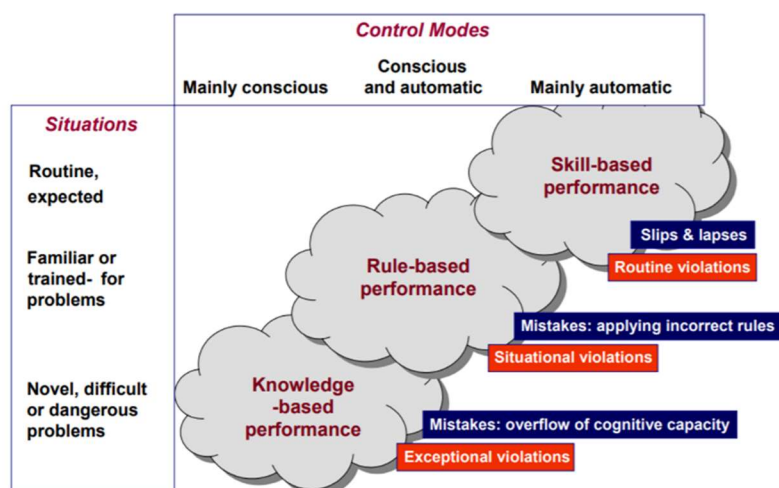 Control Modes
Mainly conscious
Conscious
and automatic
Mainly automatic
Situations
Routine,
expected
Familiar or
trained- for
problems
Novel, difficult
or dangerous
problems
Skill-based
performance
Slips & lapses
Routine violations
Rule-based
performance
Mistakes: applying incorrect rules
Situational violations
Knowledge
-based
performance
Mistakes: overflow of cognitive capacity
Exceptional violations